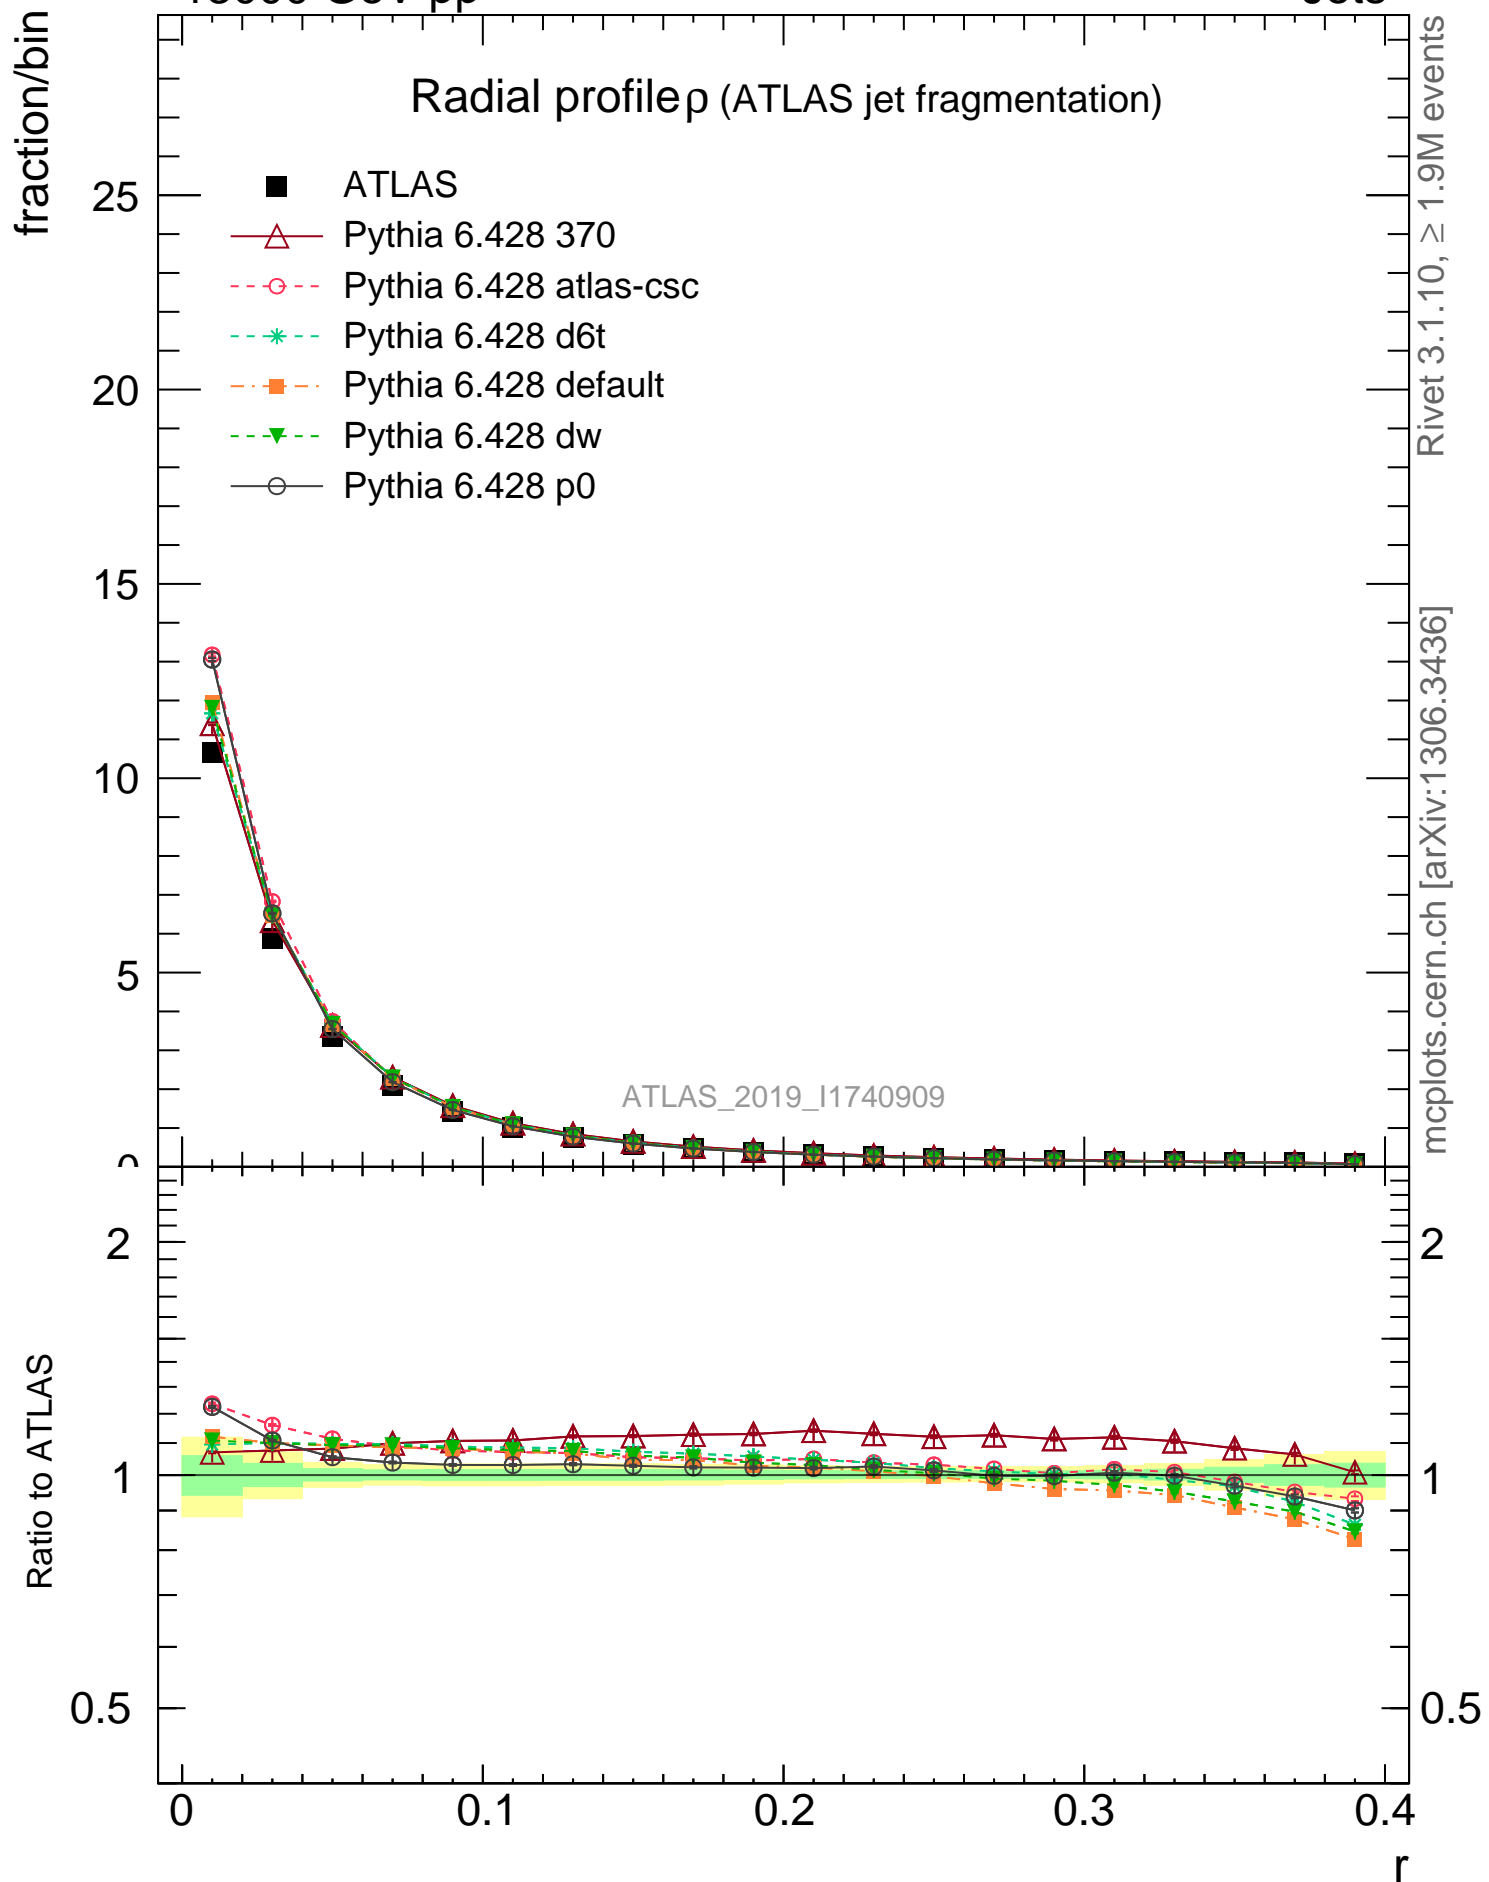 fraction/bin
Radial profile ρ (ATLAS jet fragmentation)
ATLAS
Pythia 6.428 370
Pythia 6.428 atlas-csc
Pythia 6.428 d6t
Pythia 6.428 default
Pythia 6.428 dw
Pythia 6.428 p0
25
20
15
10
5
0
ATLAS_2019_I1740909
Rivet 3.1.10, ≥ 1.9M events
mcplots.cern.ch [arXiv:1306.3436]
Ratio to ATLAS
2
1
0.5
2
1
0.5
0
0.1
0.2
0.3
0.4
r